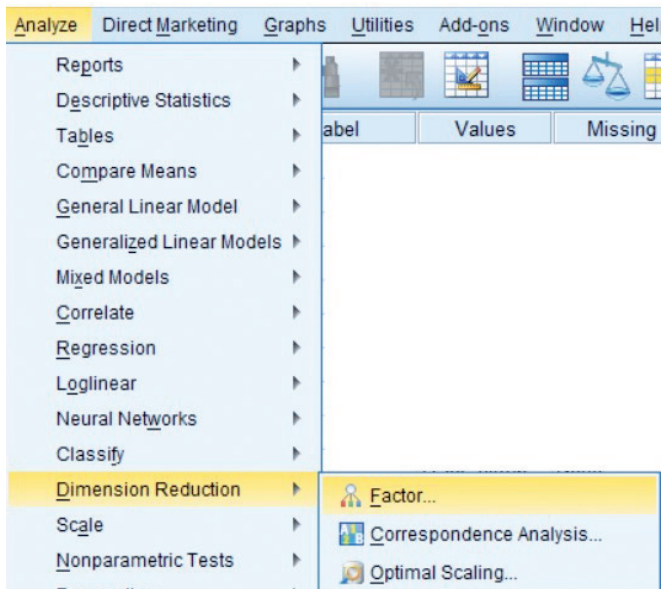 Analyze Direct Marketing Graphs Utilities Add-ons Window Hel
Reports
Descriptive Statistics
abel Values Missing
Tables
Compare Means
General Linear Model
Generalized Linear Models
Mixed Models
Correlate
Regression
Loglinear
Neural Networks
Classify
Dimension Reduction
Factor...
Scale
Correspondence Analysis...
Nonparametric Tests
Optimal Scaling...